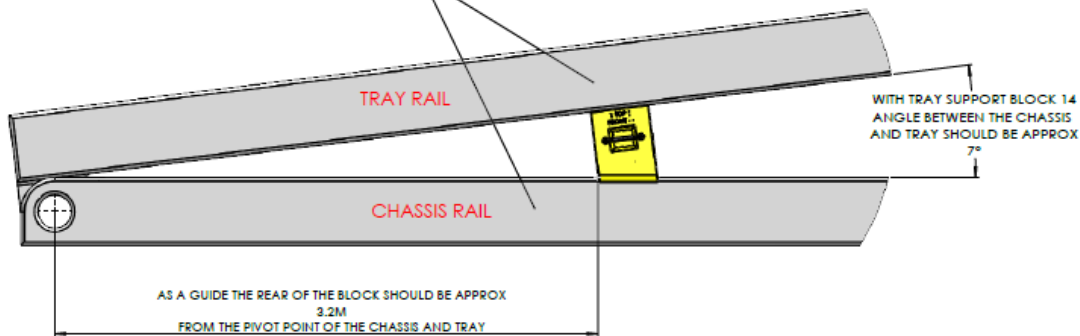 TRAY RAIL
WITH TRAY SUPPORT BLOCK 14
ANGLE BETWEEN THE CHASSIS
AND TRAY SHOULD BE APPROX
7°
CHASSIS RAIL
AS A GUIDE THE REAR OF THE BLOCK SHOULD BE APPROX
3.2M
FROM THE PIVOT POINT OF THE CHASSIS AND TRAY